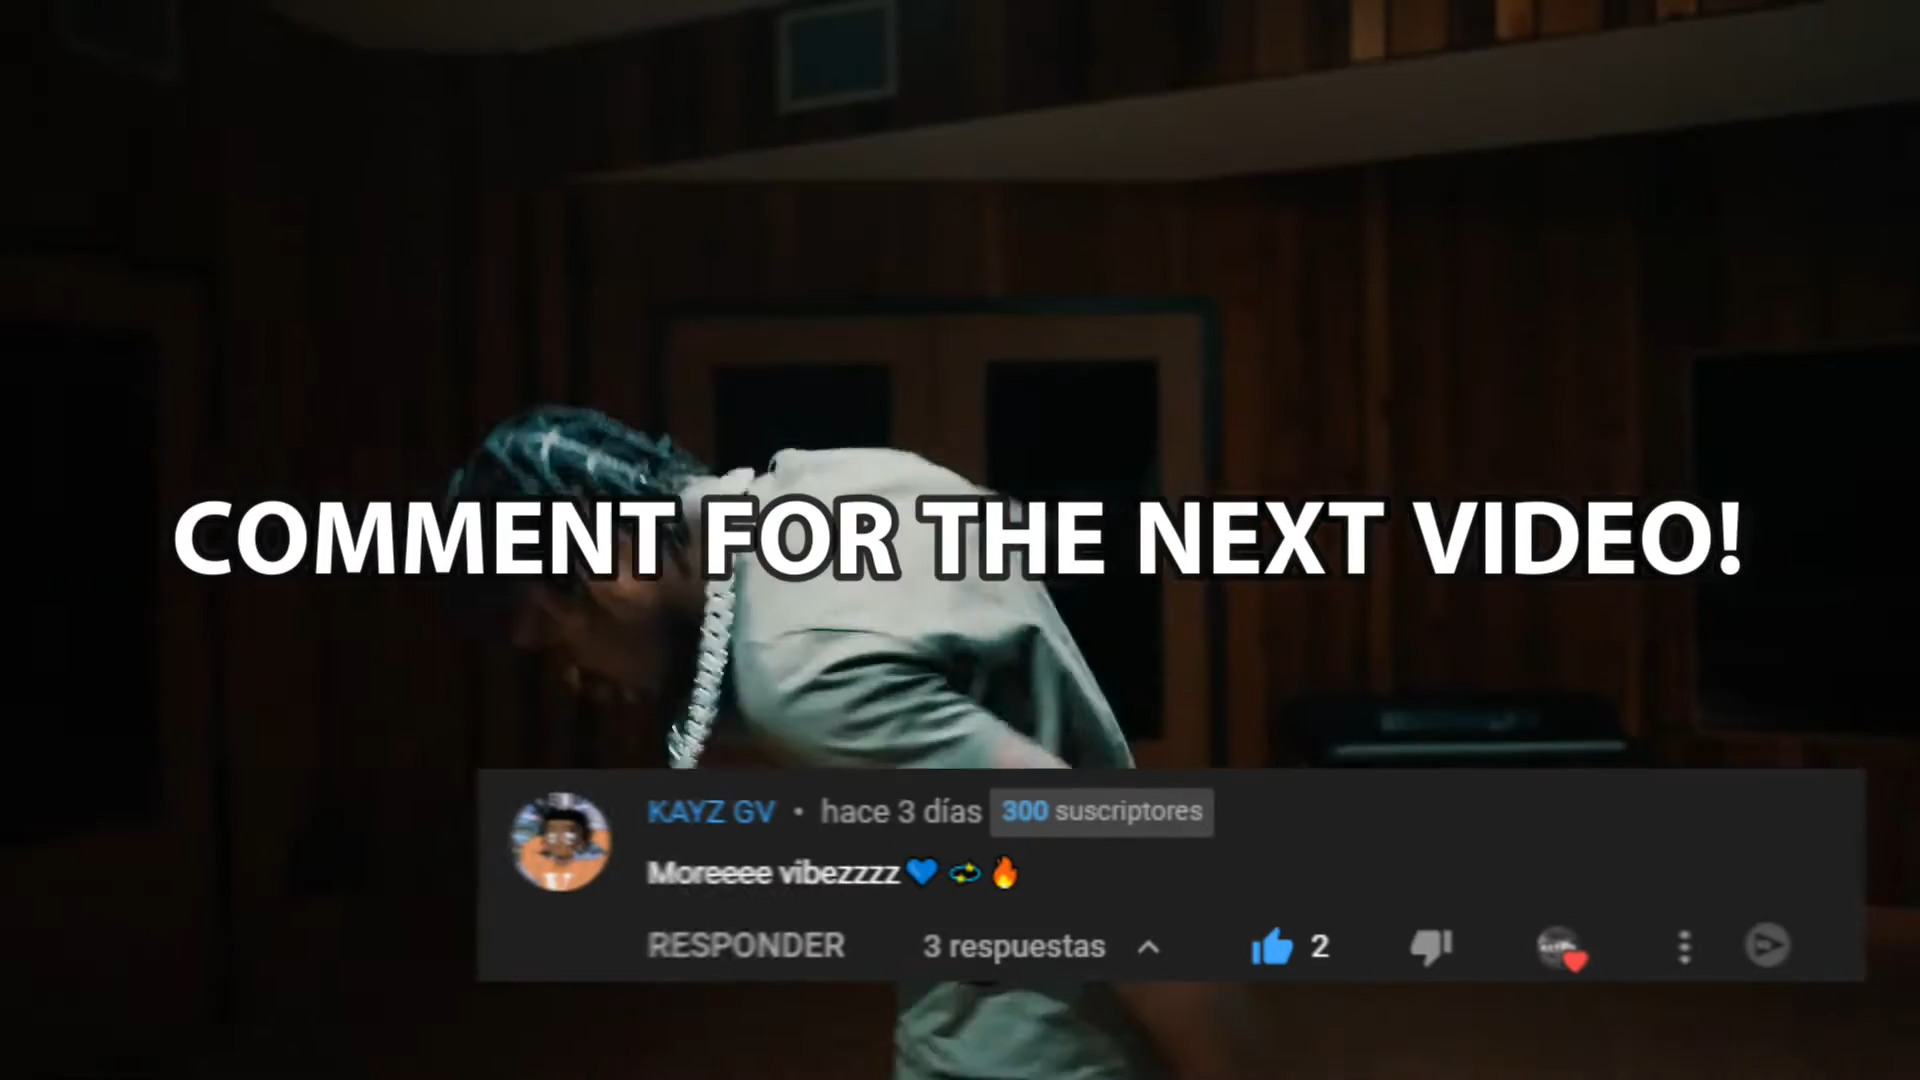 COMMENT FOR THE NEXT VIDEO!
KAYZ GV • hace 3 días 300 suscriptores
Moreeee vibezzzz💙💫🔥
RESPONDER 3 respuestas 2